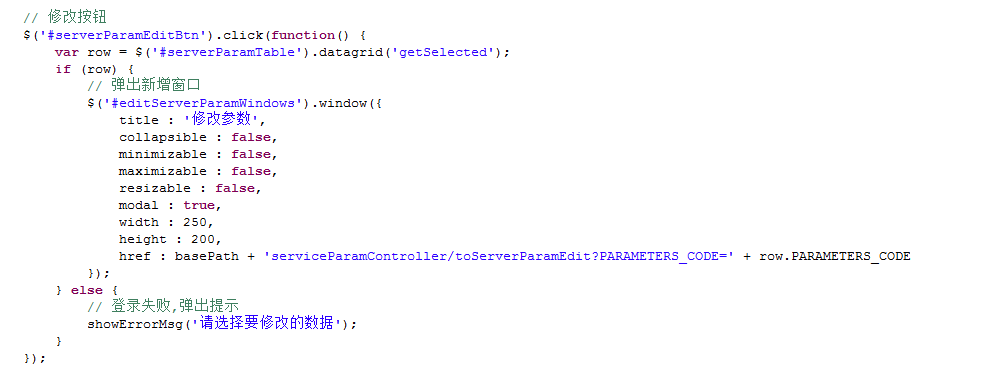 // 修改按钮
$('#serverParamEditBtn').click(function() {
    var row = $('#serverParamTable').datagrid('getSelected');
    if (row) {
        // 弹出新增窗口
        $('#editServerParamWindows').window({
            title : '修改参数',
            collapsible : false,
            minimizable : false,
            maximizable : false,
            resizable : false,
            modal : true,
            width : 250,
            height : 200,
            href : basePath + 'serviceParamController/toServerParamEdit?PARAMETERS_CODE=' + row.PARAMETERS_CODE
        });
    } else {
        // 登录失败,弹出提示
        showErrorMsg('请选择要修改的数据');
    }
});